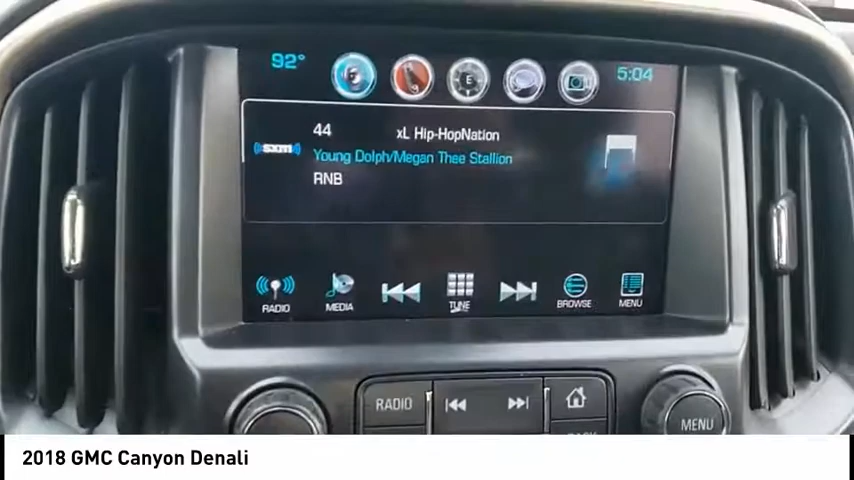 92°
E
5:04
44
xL Hip-HopNation
sxm
Young Dolph/Megan Thee Stallion
RNB
RADIO
MEDIA
TUNE
BROWSE
MENU
RADIO
MENU
2018 GMC Canyon Denali